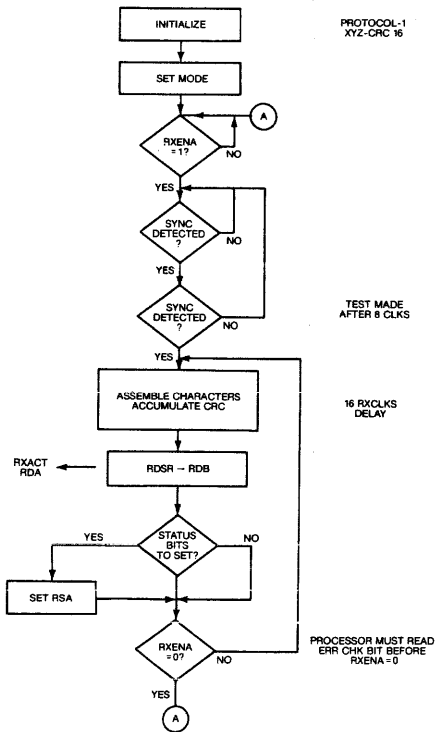 INITIALIZE
PROTOCOL-1
XYZ-CRC 16
SET MODE
A
RXENA
=1?
NO
YES
SYNC
DETECTED
?
NO
YES
SYNC
DETECTED
?
NO
TEST MADE
AFTER 8 CLKS
YES
ASSEMBLE CHARACTERS
ACCUMULATE CRC
16 RXCLKS
DELAY
RXACT
RDA
RDSR → RDB
YES
STATUS
BITS
TO SET?
NO
SET RSA
RXENA
=0?
NO
PROCESSOR MUST READ
ERR CHK BIT BEFORE
RXENA=0
YES
A